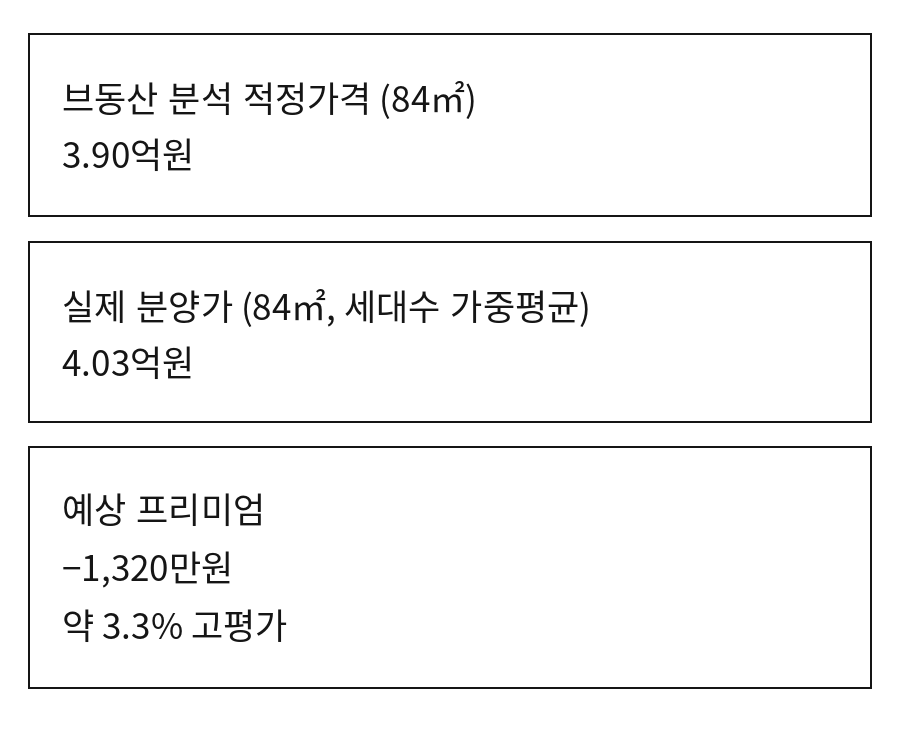 브동산 분석 적정가격 (84㎡)
3.90억원
실제 분양가 (84㎡, 세대수 가중평균)
4.03억원
예상 프리미엄
−1,320만원
약 3.3% 고평가